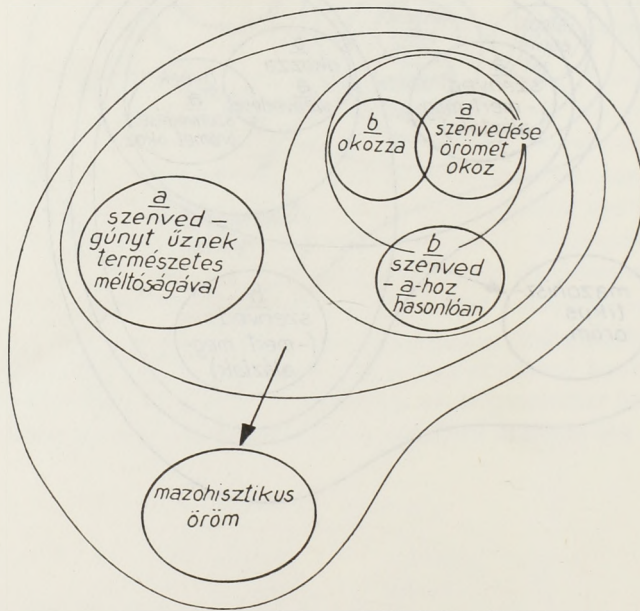 b
okozza
a
szenvedése
örömet
okoz
a
szenved –
gúnyt űznek
természetes
méltóságával
b
szenved
- a-hoz
hasonlóan
mazohisztikus
öröm